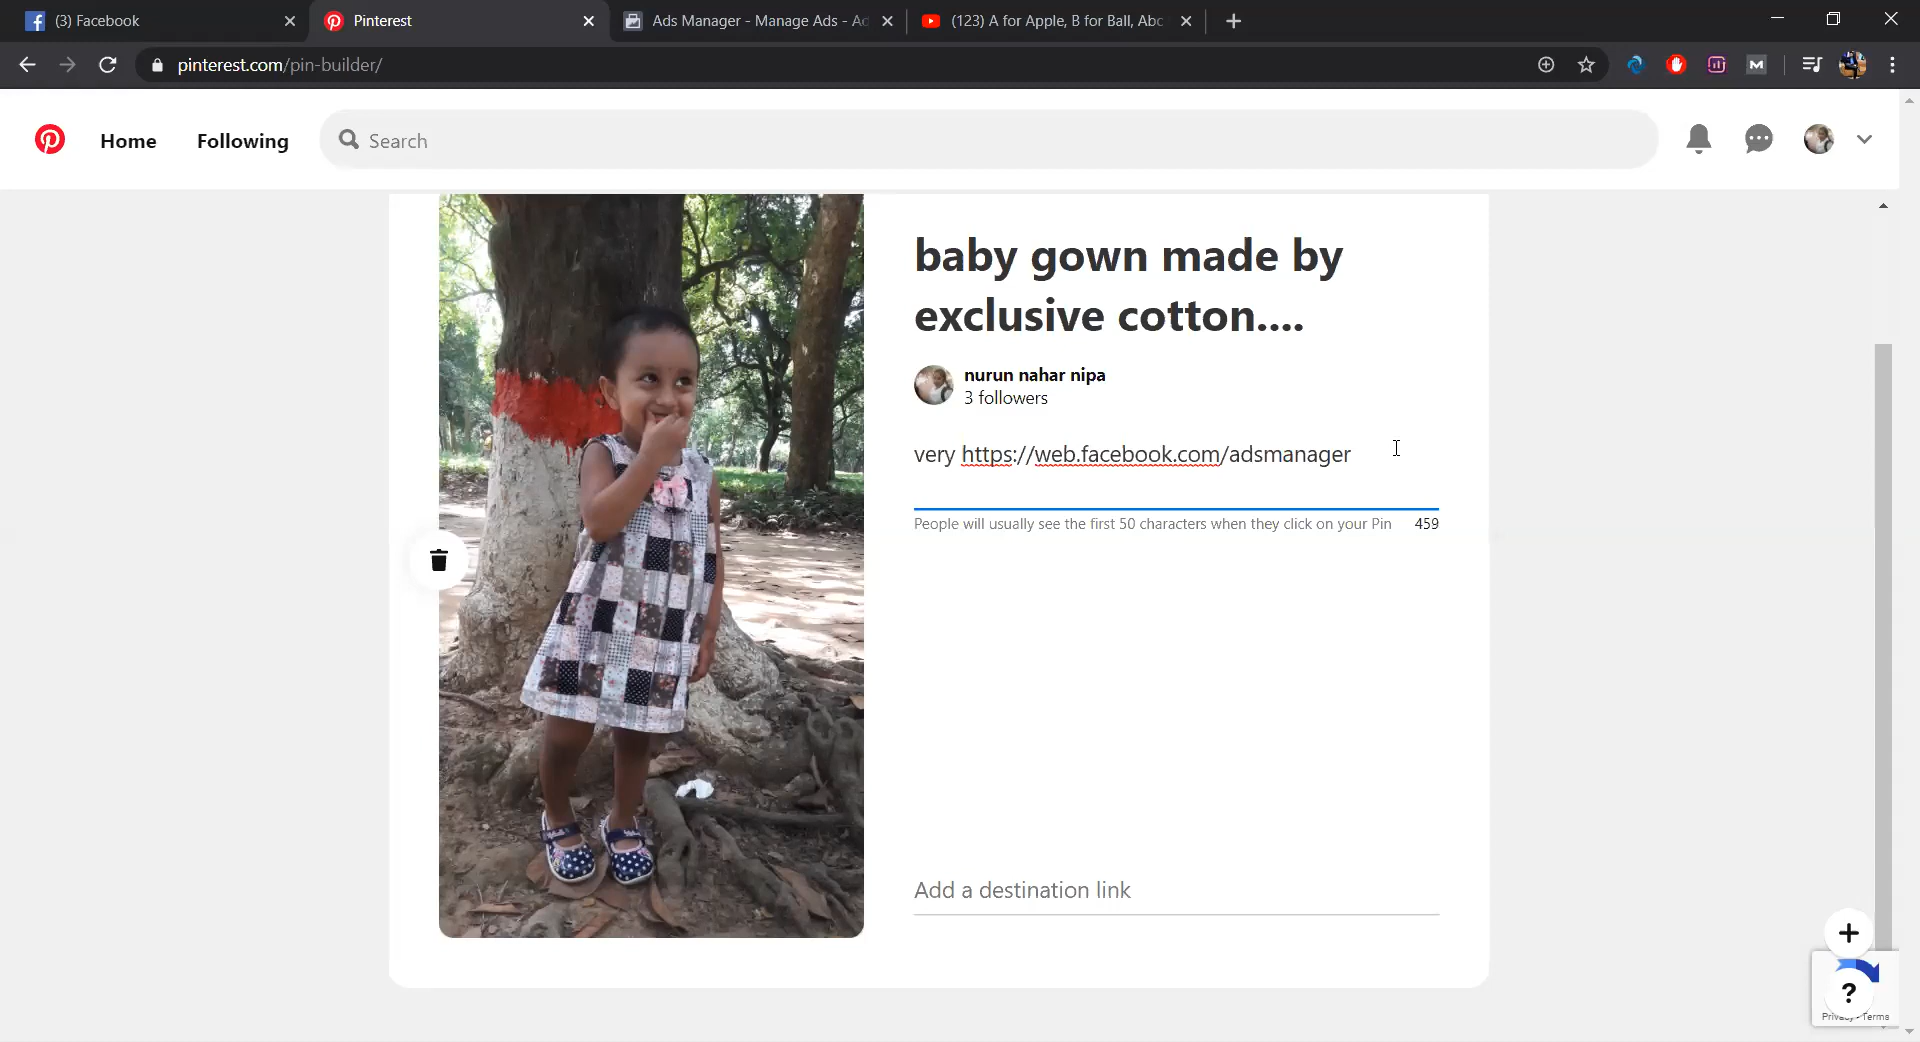 (3) Facebook
Pinterest
Ads Manager - Manage Ads - Ad
(123) A for Apple, B for Ball, Abc
pinterest.com/pin-builder/
Home
Following
Search
baby gown made by
exclusive cotton....
nurun nahar nipa
3 followers
very https://web.facebook.com/adsmanager
People will usually see the first 50 characters when they click on your Pin 459
Add a destination link
?
Privacy - Terms